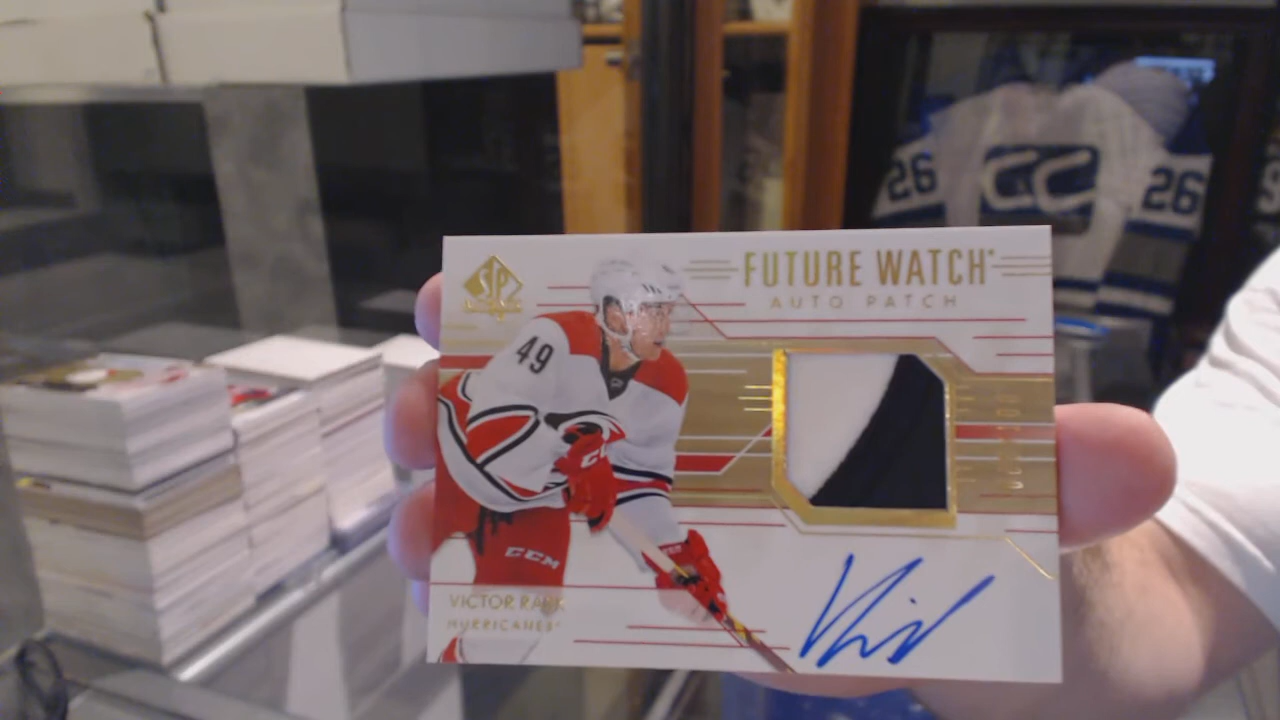 26
26
SP
FUTURE WATCH
AUTO PATCH
49
CCM
VICTOR RASK
HURRICANES